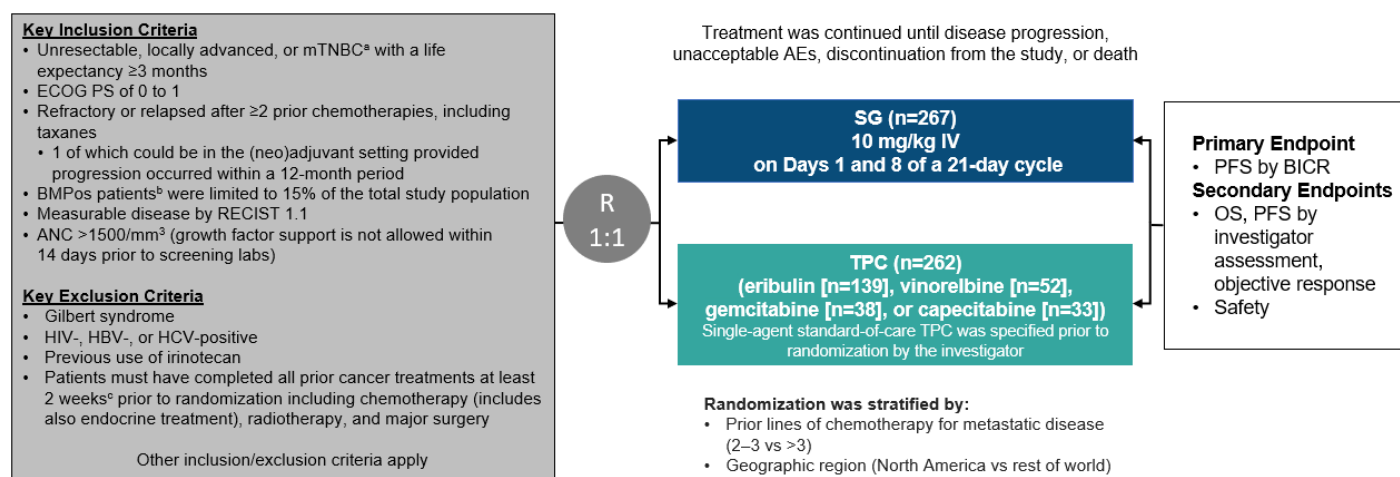 Key Inclusion Criteria
• Unresectable, locally advanced, or mTNBCᵃ with a life
expectancy ≥3 months
• ECOG PS of 0 to 1
• Refractory or relapsed after ≥2 prior chemotherapies, including
taxanes
• 1 of which could be in the (neo)adjuvant setting provided
progression occurred within a 12-month period
• BMPos patientsᵇ were limited to 15% of the total study population
• Measurable disease by RECIST 1.1
• ANC >1500/mm³ (growth factor support is not allowed within
14 days prior to screening labs)
Key Exclusion Criteria
• Gilbert syndrome
• HIV-, HBV-, or HCV-positive
• Previous use of irinotecan
• Patients must have completed all prior cancer treatments at least
2 weeksᶜ prior to randomization including chemotherapy (includes
also endocrine treatment), radiotherapy, and major surgery
Other inclusion/exclusion criteria apply
R
1:1
Treatment was continued until disease progression,
unacceptable AEs, discontinuation from the study, or death
SG (n=267)
10 mg/kg IV
on Days 1 and 8 of a 21-day cycle
TPC (n=262)
(eribulin [n=139], vinorelbine [n=52],
gemcitabine [n=38], or capecitabine [n=33])
Single-agent standard-of-care TPC was specified prior to
randomization by the investigator
Randomization was stratified by:
• Prior lines of chemotherapy for metastatic disease
(2–3 vs >3)
• Geographic region (North America vs rest of world)
Primary Endpoint
• PFS by BICR
Secondary Endpoints
• OS, PFS by
investigator
assessment,
objective response
• Safety